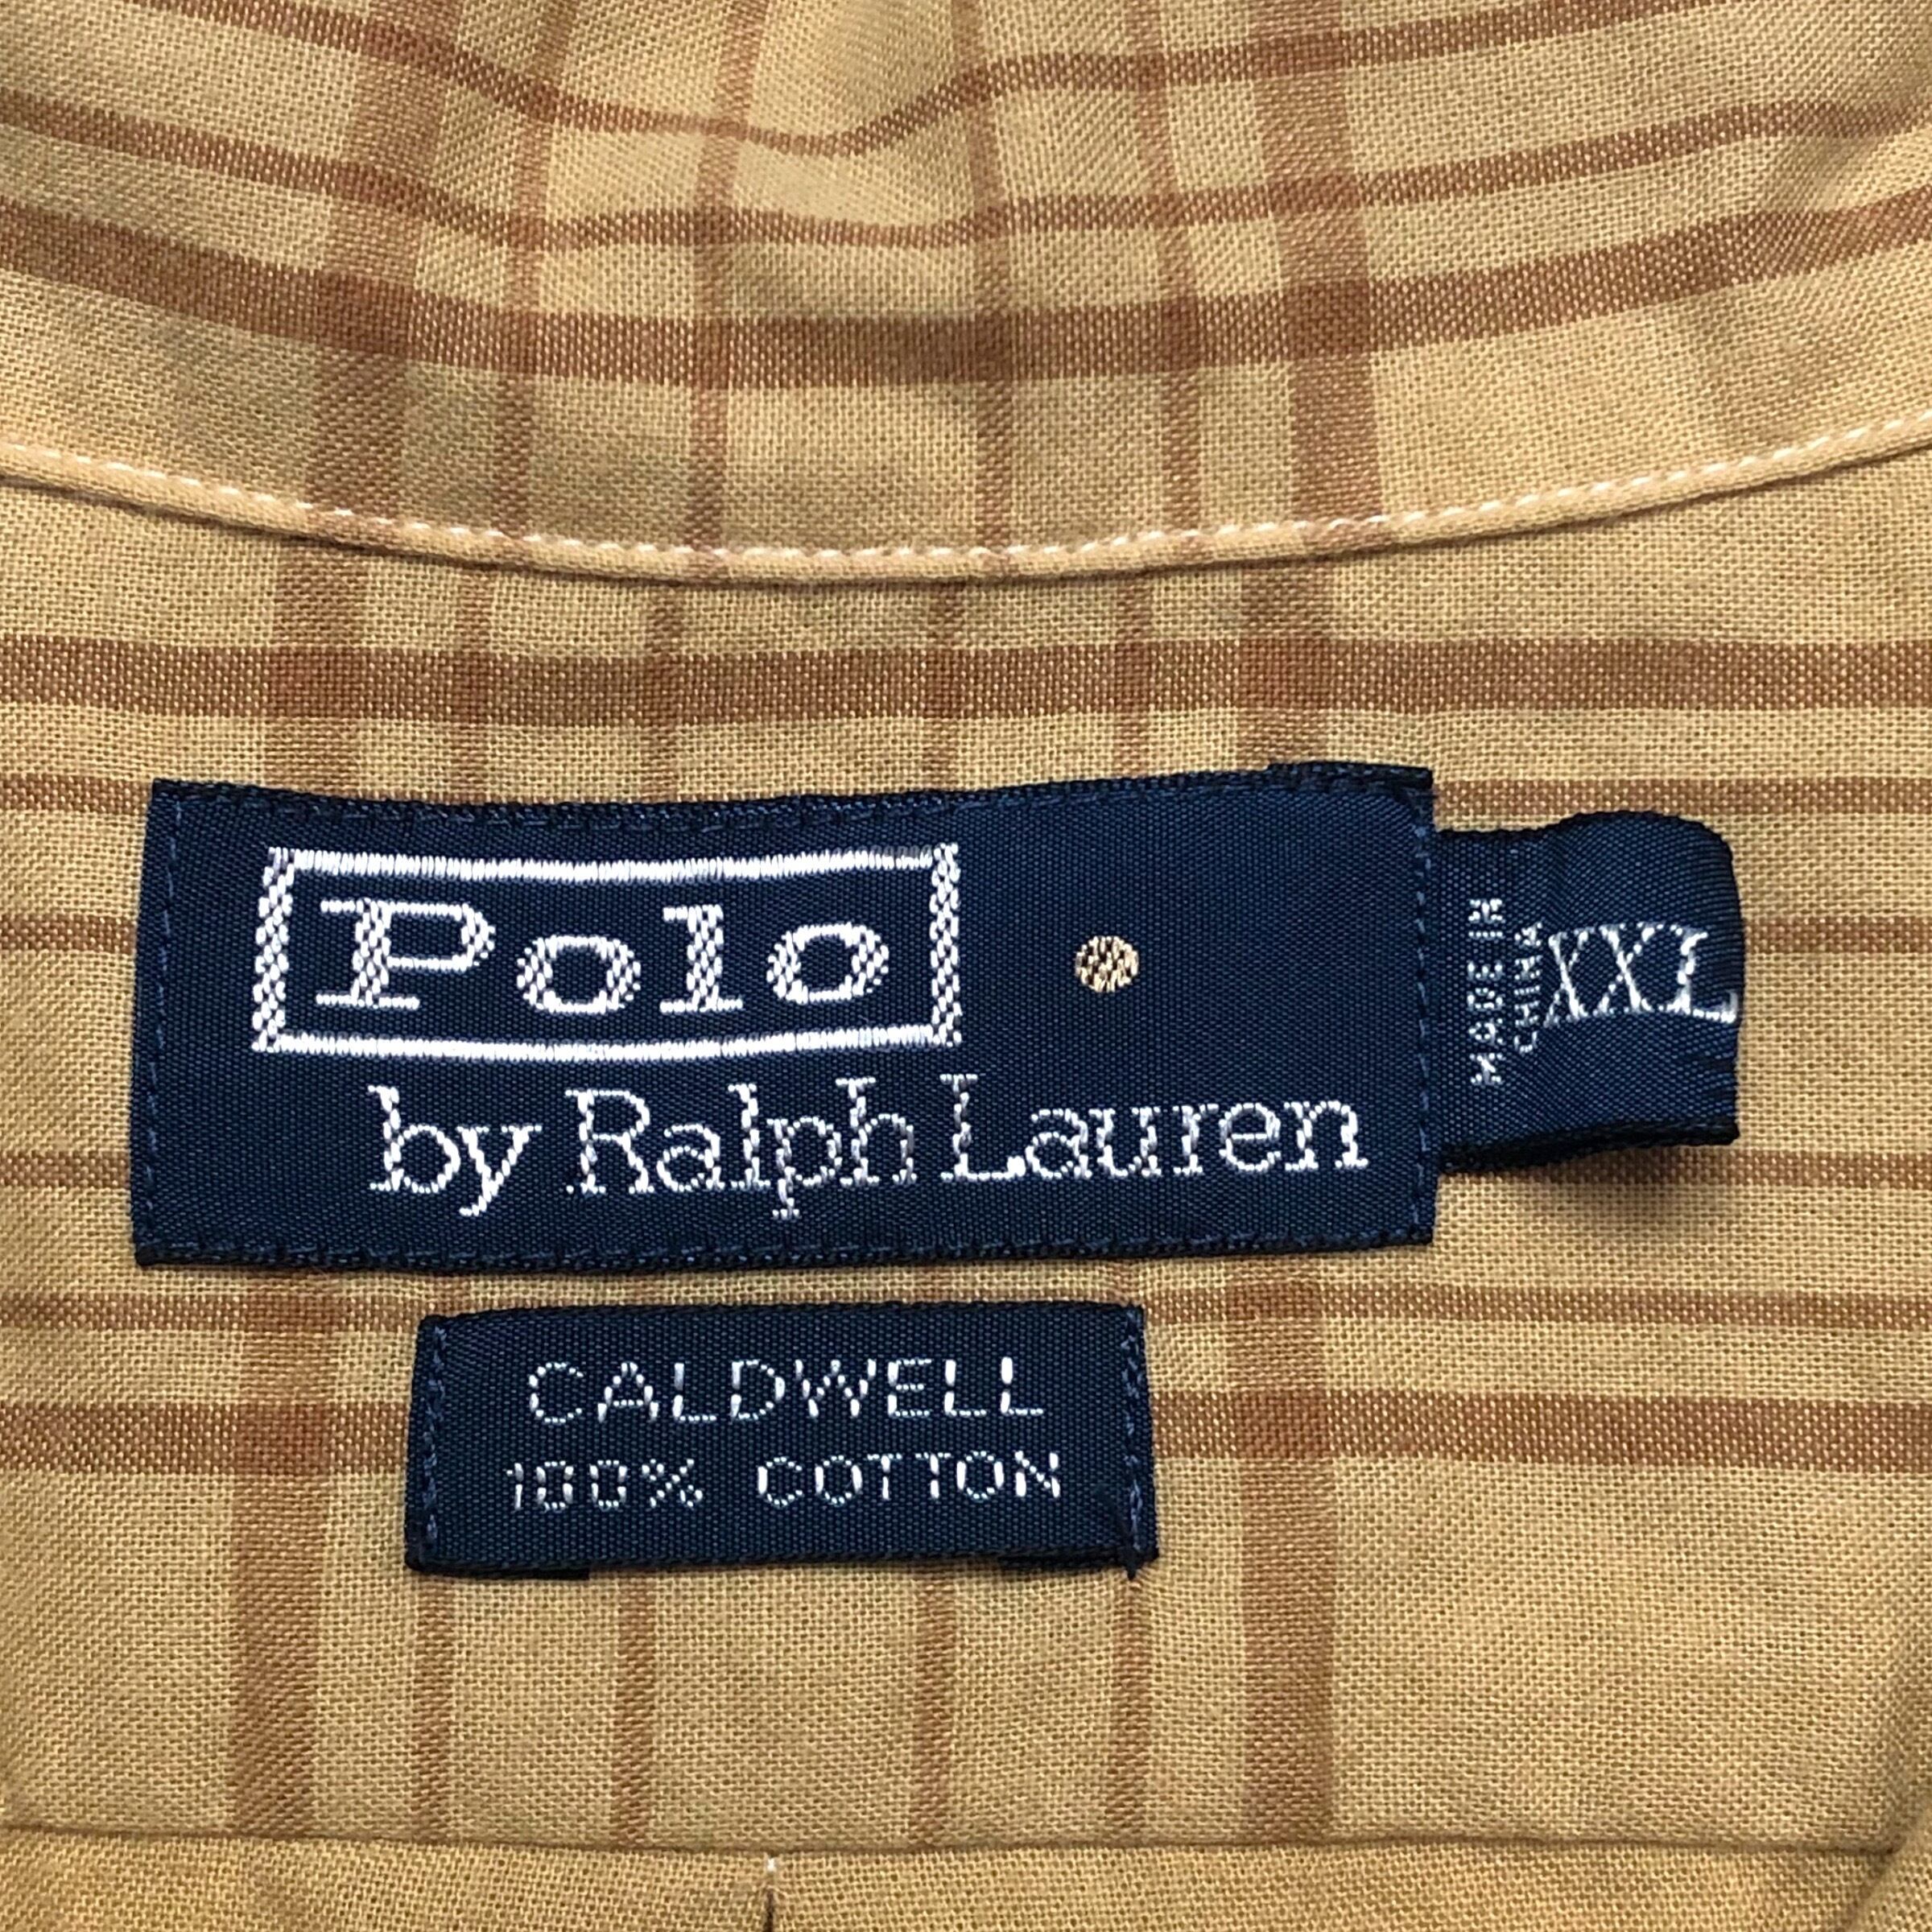 Polo
by Ralph Lauren
MADE IN
CHINA
XXL
CALDWELL
100% COTTON